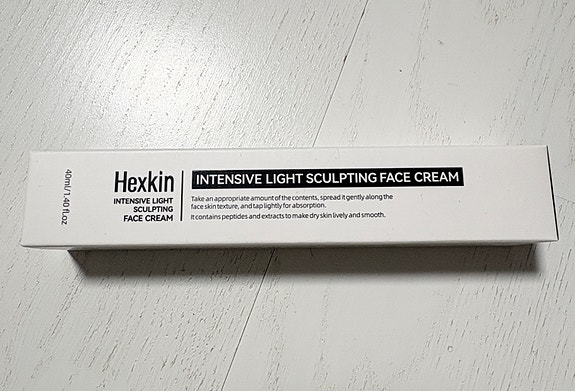 40ml/1.40 fl.oz
Hexkin
INTENSIVE LIGHT
SCULPTING
FACE CREAM
INTENSIVE LIGHT SCULPTING FACE CREAM
Take an appropriate amount of the contents, spread it gently along the
face skin texture, and tap lightly for absorption.
It contains peptides and extracts to make dry skin lively and smooth.